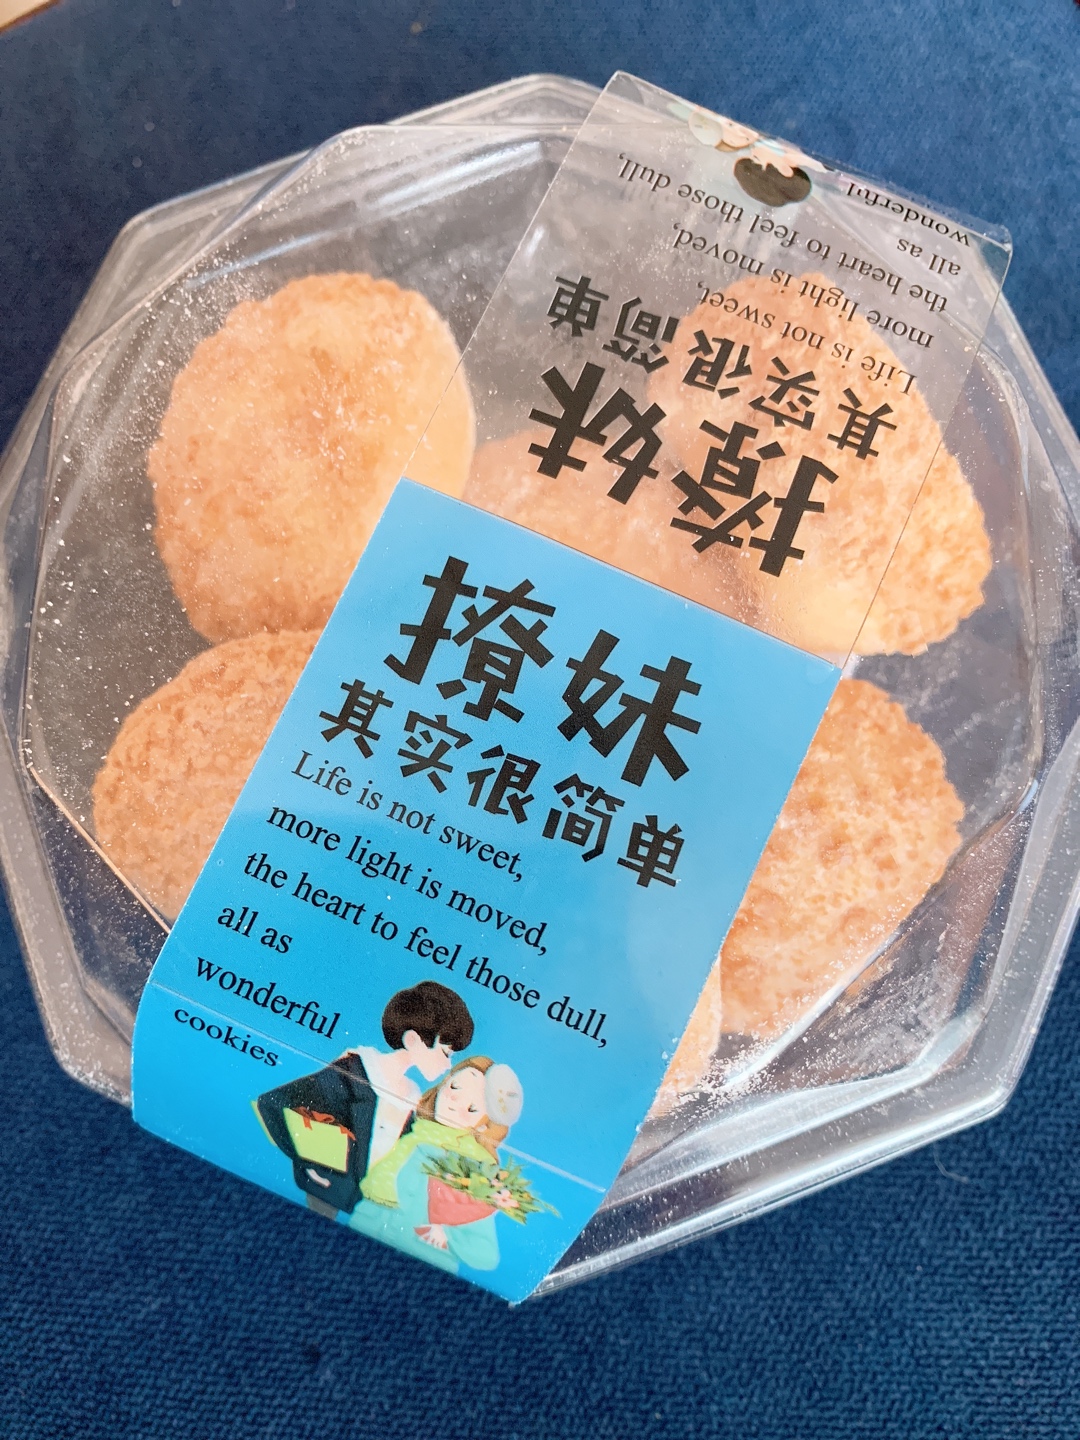 撩妹
其实很简单
Life is not sweet,
more light is moved,
the heart to feel those dull,
all as
wonderful
cookies
撩妹
其实很简单
Life is not sweet,
more light is moved,
the heart to feel those dull,
all as
wonderful